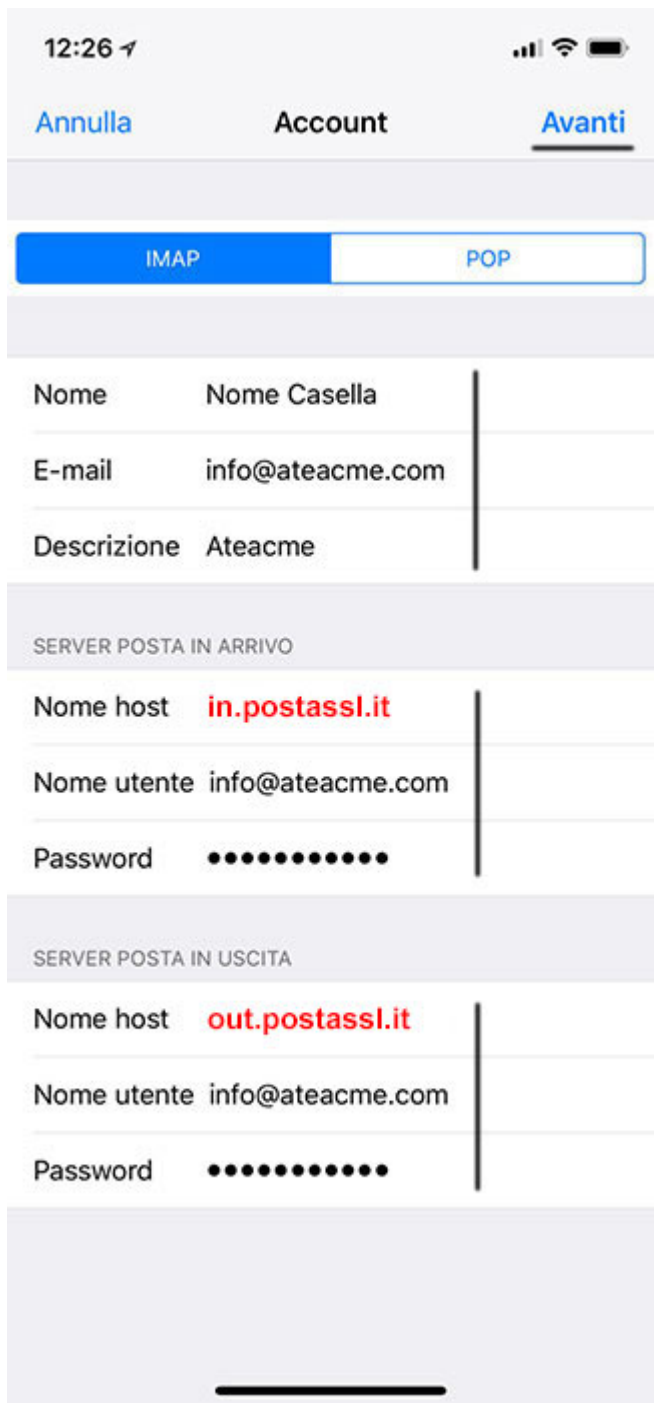 12:26
Annulla Account Avanti
IMAP POP
Nome Nome Casella
E-mail info@ateacme.com
Descrizione Ateacme
SERVER POSTA IN ARRIVO
Nome host in.postassl.it
Nome utente info@ateacme.com
Password •••••••••••
SERVER POSTA IN USCITA
Nome host out.postassl.it
Nome utente info@ateacme.com
Password •••••••••••